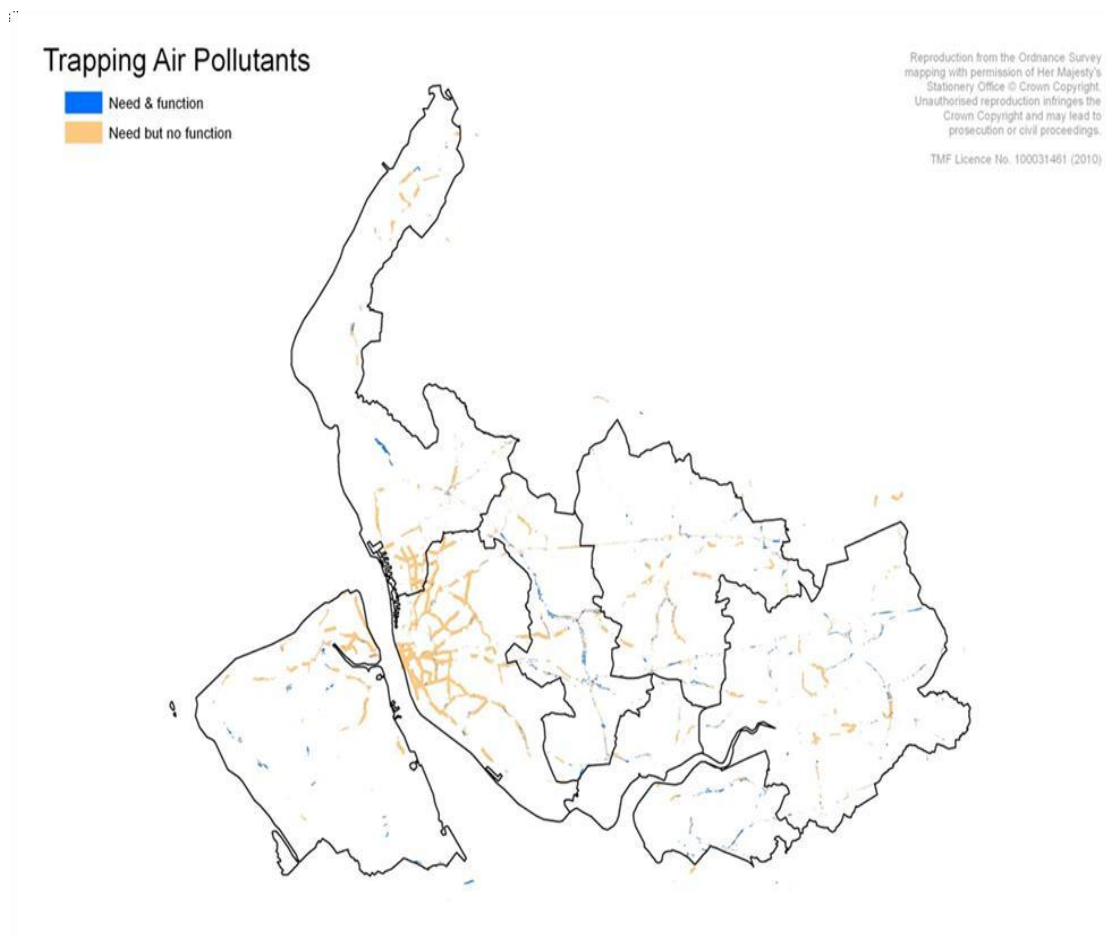 Trapping Air Pollutants
Need & function
Need but no function
Reproduction from the Ordnance Survey
mapping with permission of Her Majesty's
Stationery Office © Crown Copyright.
Unauthorised reproduction infringes the
Crown Copyright and may lead to
prosecution or civil proceedings.
TMF Licence No. 100031461 (2010)